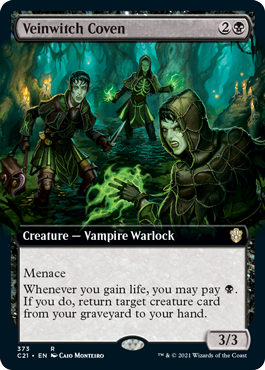 Veinwitch Coven 2
Creature — Vampire Warlock
Menace
Whenever you gain life, you may pay .
If you do, return target creature card
from your graveyard to your hand.
3/3
373 R
C21 • EN Caio Monteiro
™ & © 2021 Wizards of the Coast